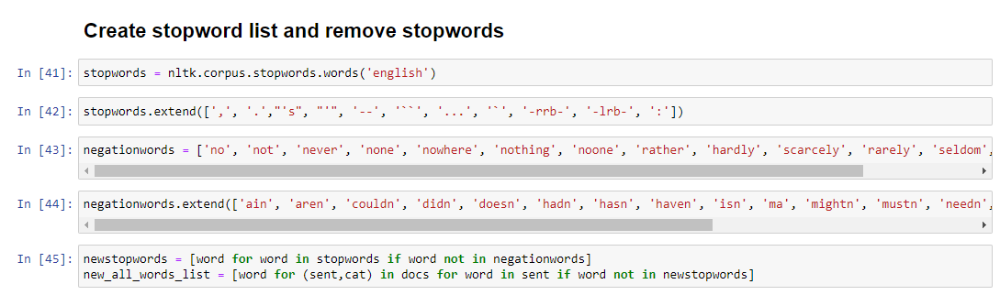 Create stopword list and remove stopwords
In [41]: stopwords = nltk.corpus.stopwords.words('english')
In [42]: stopwords.extend([',', '.',"'s", "'", '--', '``', '...', '`', '-rrb-', '-lrb-', ':'])
In [43]: negationwords = ['no', 'not', 'never', 'none', 'nowhere', 'nothing', 'noone', 'rather', 'hardly', 'scarcely', 'rarely', 'seldom',
In [44]: negationwords.extend(['ain', 'aren', 'couldn', 'didn', 'doesn', 'hadn', 'hasn', 'haven', 'isn', 'ma', 'mightn', 'mustn', 'needn',
In [45]: newstopwords = [word for word in stopwords if word not in negationwords]
new_all_words_list = [word for (sent,cat) in docs for word in sent if word not in newstopwords]